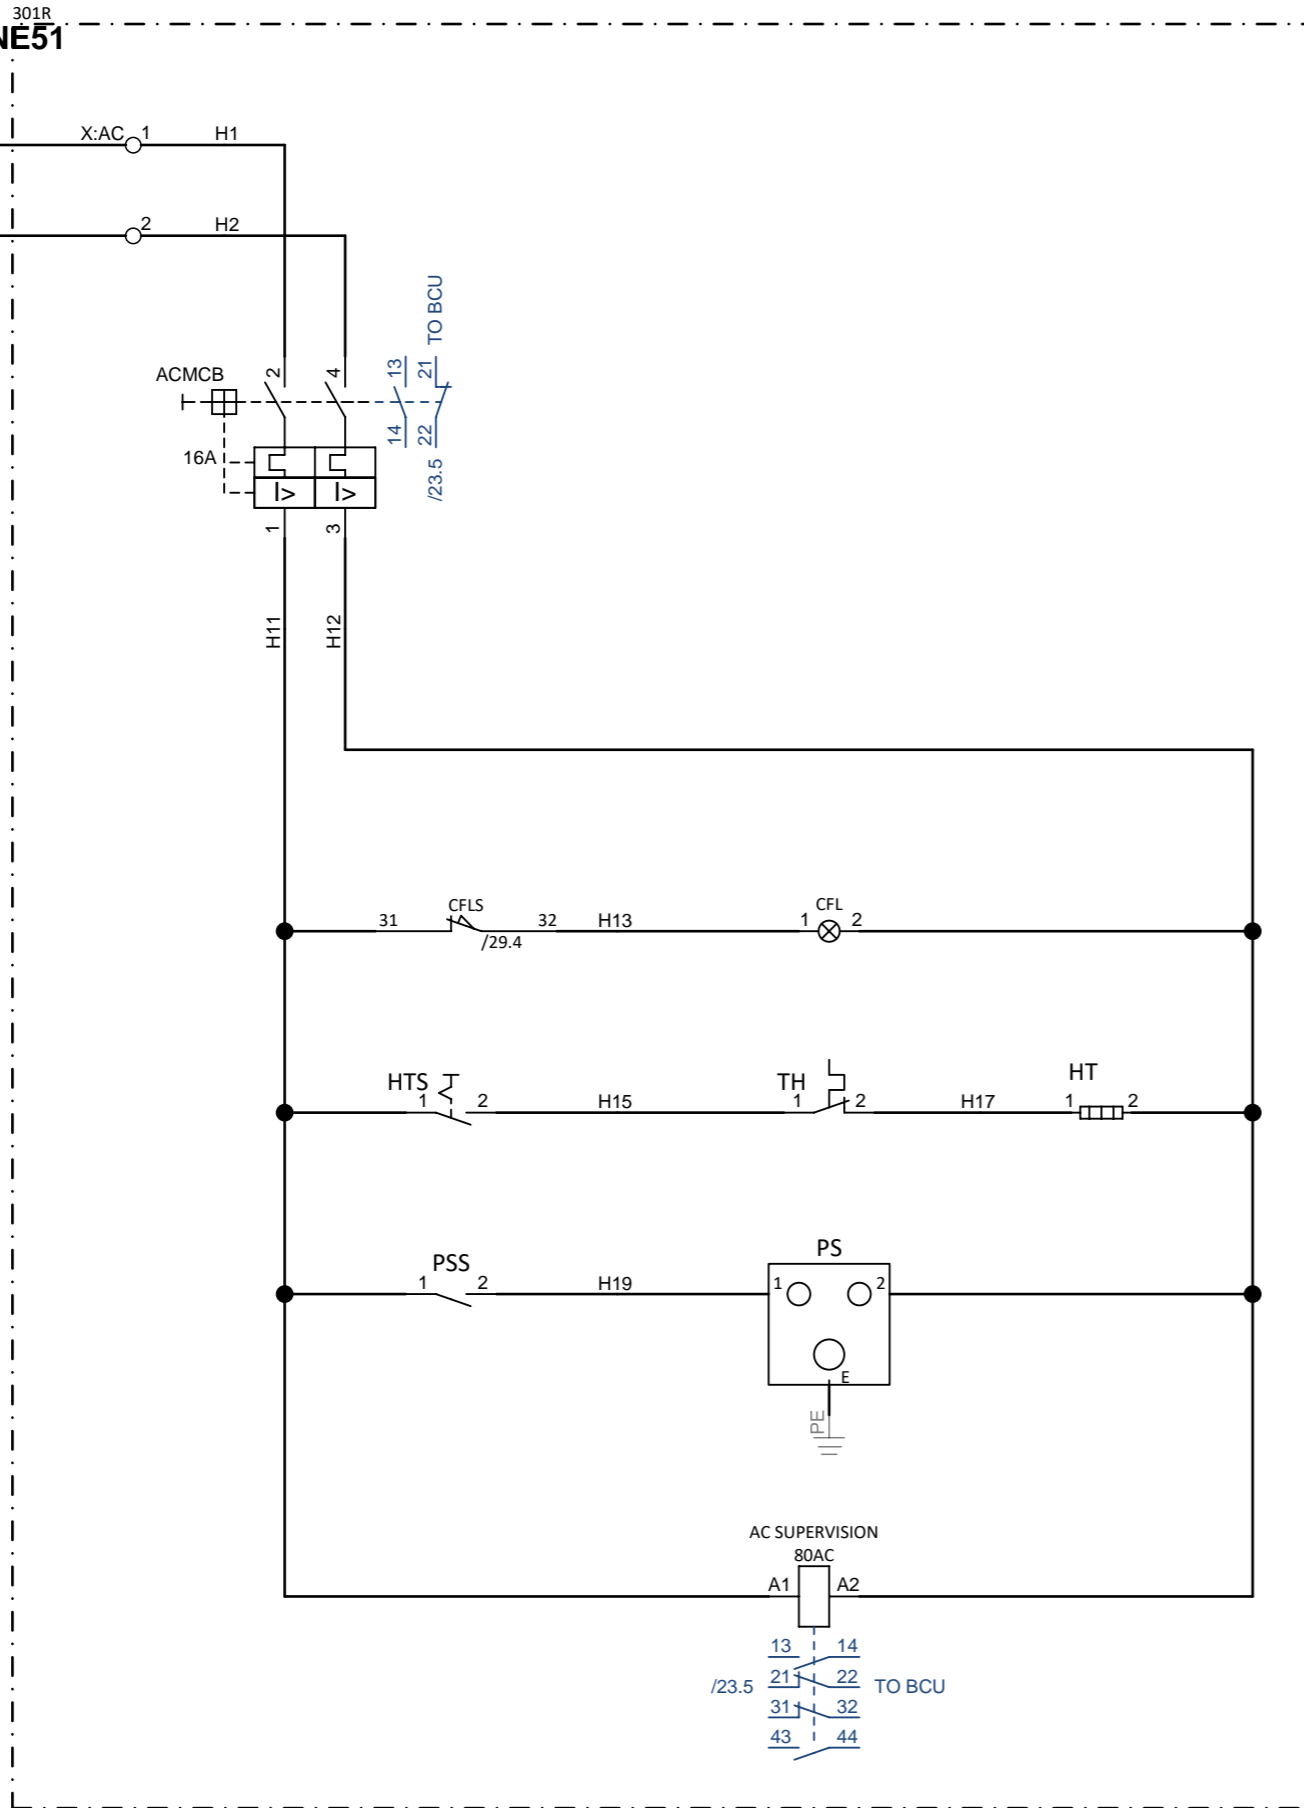 301R
NE51
X:AC 1 H1
2 H2
TO BCU
ACMCB 2 4 13 21
14 22
16A
/23.5
I> I>
1 3
H11 H12
CFLS CFL
31 32 H13 1 2
/29.4
HTS TH HT
1 2 H15 1 2 H17 1 2
PSS PS
1 2 H19 1 2
E
PE
AC SUPERVISION
80AC
A1 A2
13 14
/23.5 21 22 TO BCU
31 32
43 44